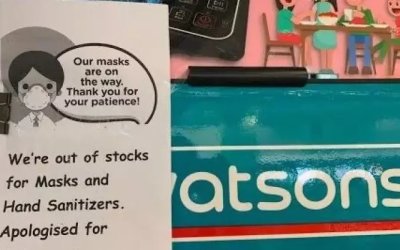 Our masks
are on
the way.
Thank you for
your patience!
We're out of stocks
for Masks and
Hand Sanitizers.
Apologised for
watsons